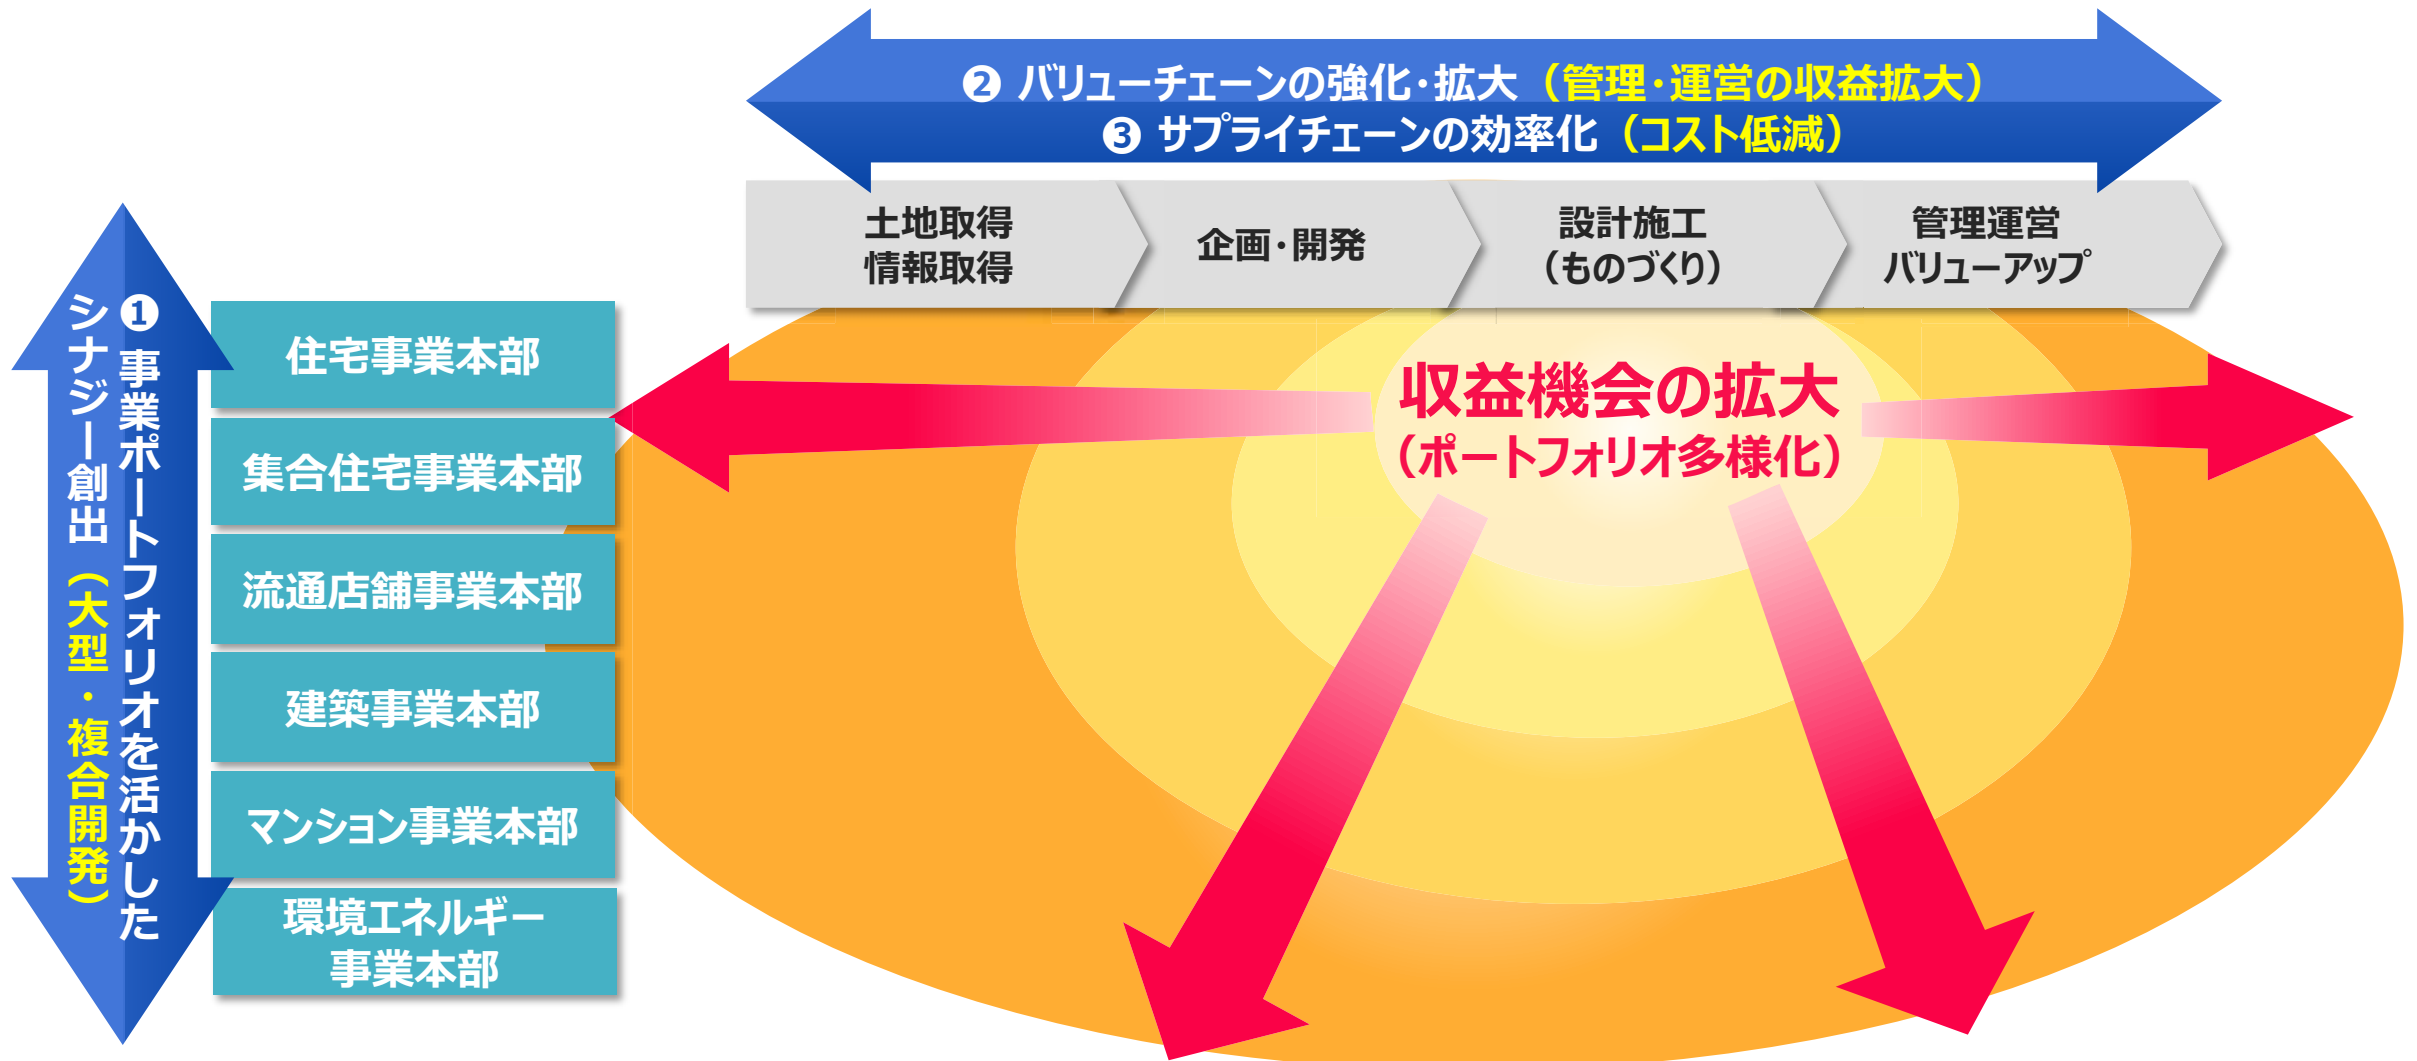 ❷ バリューチェーンの強化・拡大（管理・運営の収益拡大）
❸ サプライチェーンの効率化（コスト低減）
土地取得
情報取得
企画・開発
設計施工
（ものづくり）
管理運営
バリューアップ
❶ 事業ポートフォリオを活かした
シナジー創出（大型・複合開発）
住宅事業本部
集合住宅事業本部
流通店舗事業本部
建築事業本部
マンション事業本部
環境エネルギー
事業本部
収益機会の拡大
（ポートフォリオ多様化）